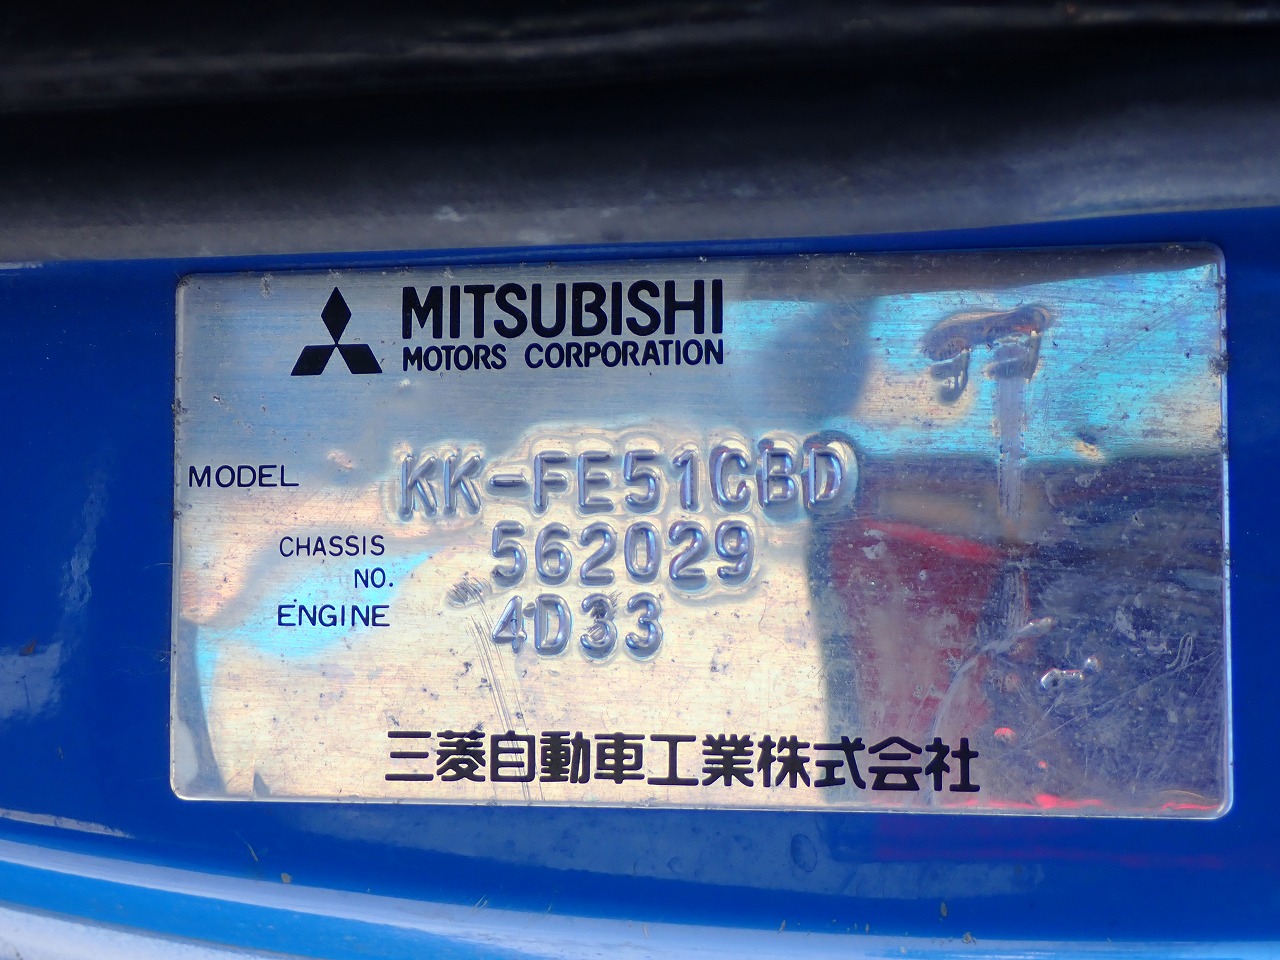 MITSUBISHI
MOTORS CORPORATION
MODEL KK-FE51CBD
CHASSIS NO. 562029
ENGINE 4D33
三菱自動車工業株式会社